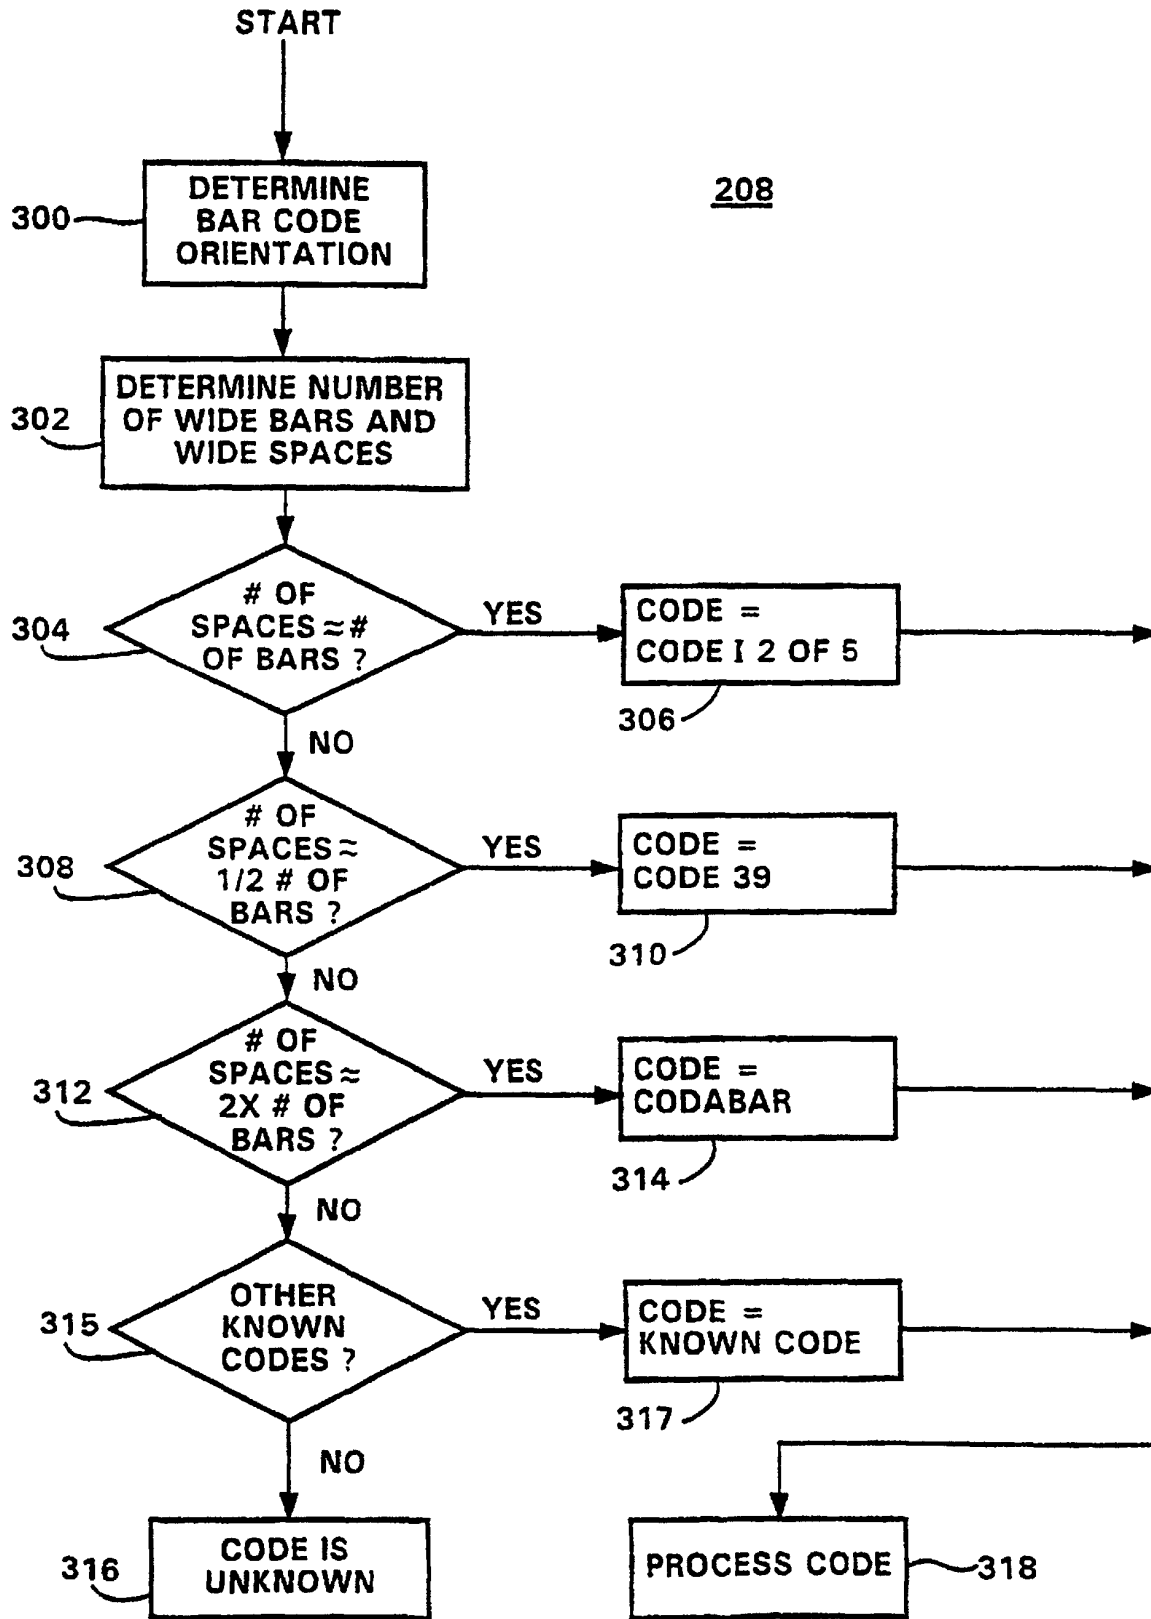 START
DETERMINE
BAR CODE
ORIENTATION
300
208
DETERMINE NUMBER
OF WIDE BARS AND
WIDE SPACES
302
# OF
SPACES ≈ #
OF BARS ?
304
YES
CODE =
CODE I 2 OF 5
306
NO
# OF
SPACES ≈
1/2 # OF
BARS ?
308
YES
CODE =
CODE 39
310
NO
# OF
SPACES ≈
2X # OF
BARS ?
312
YES
CODE =
CODABAR
314
NO
OTHER
KNOWN
CODES ?
315
YES
CODE =
KNOWN CODE
317
NO
CODE IS
UNKNOWN
316
PROCESS CODE
318